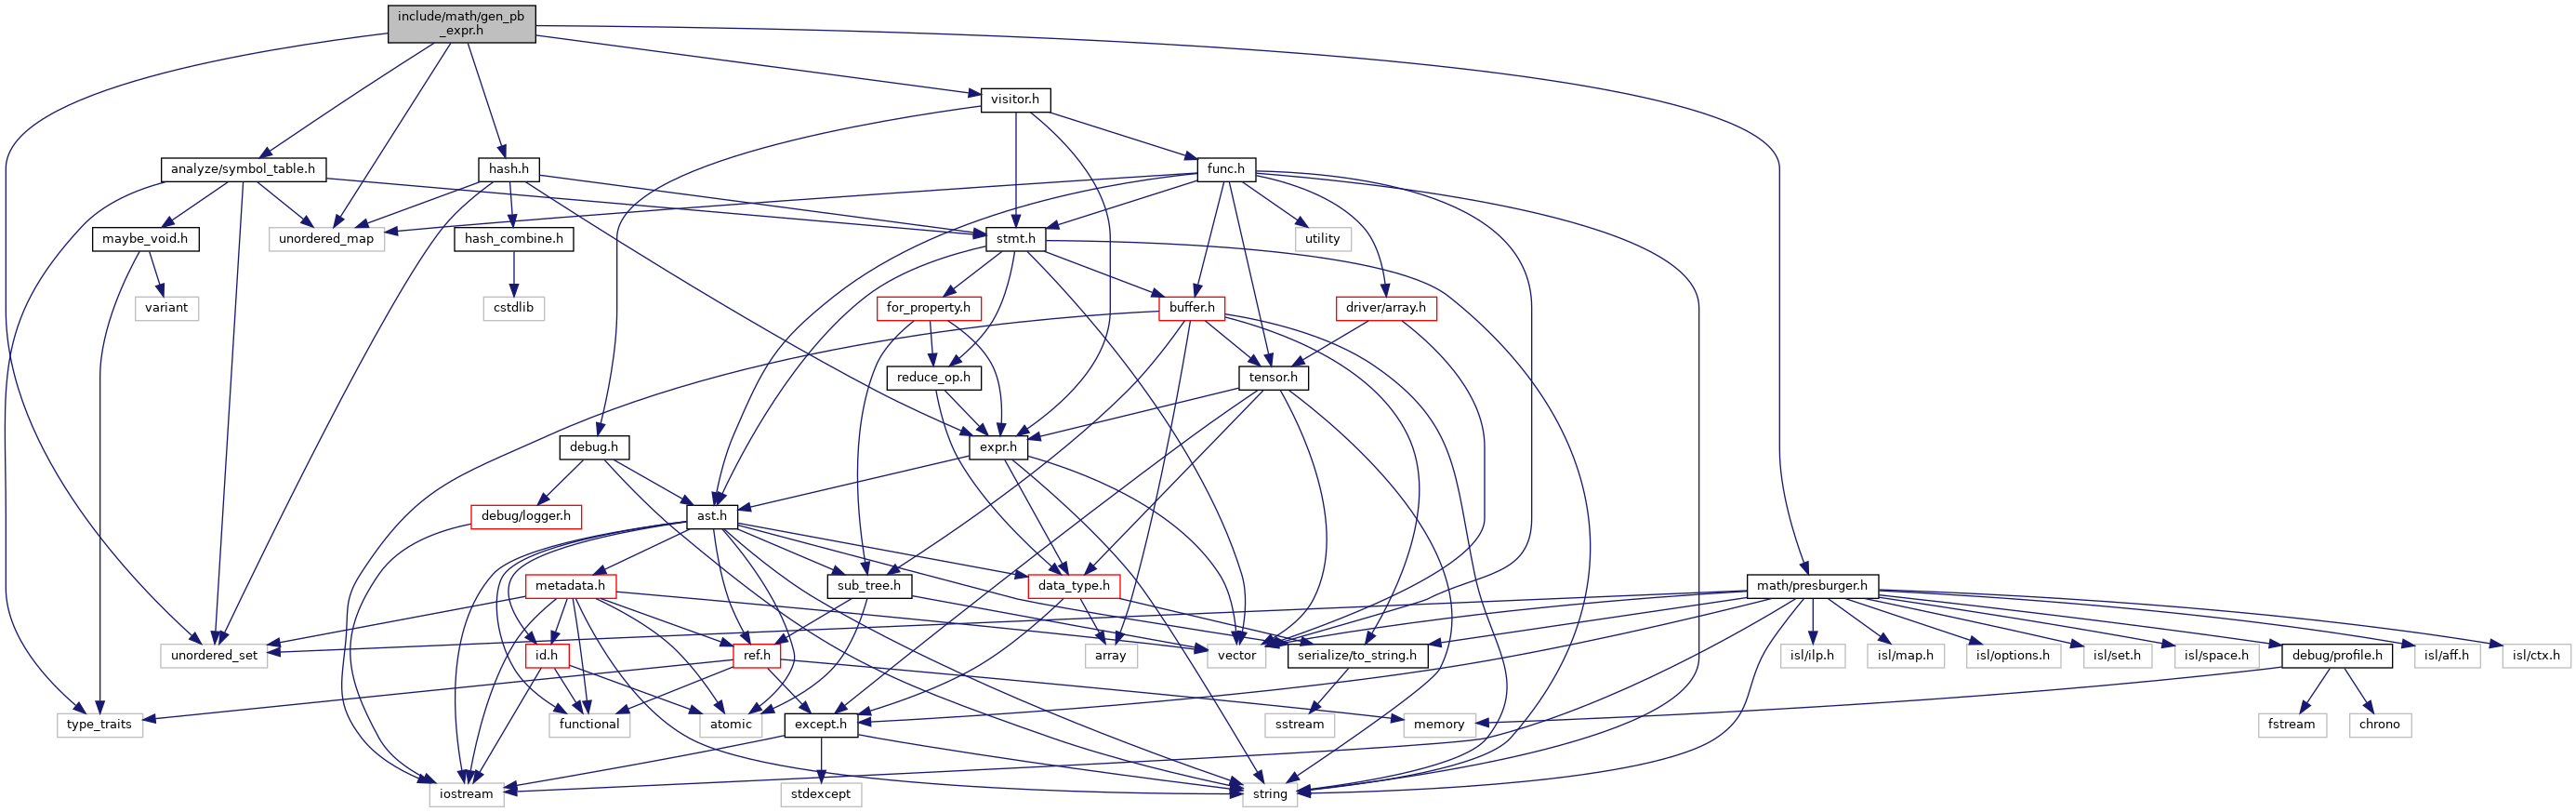 include/math/gen_pb
_expr.h
visitor.h
analyze/symbol_table.h
hash.h
func.h
maybe_void.h
unordered_map
hash_combine.h
stmt.h
utility
variant
cstdlib
for_property.h
buffer.h
driver/array.h
reduce_op.h
tensor.h
debug.h
expr.h
debug/logger.h
ast.h
metadata.h
sub_tree.h
data_type.h
math/presburger.h
unordered_set
id.h
ref.h
array
vector
serialize/to_string.h
isl/ilp.h
isl/map.h
isl/options.h
isl/set.h
isl/space.h
debug/profile.h
isl/aff.h
isl/ctx.h
type_traits
functional
atomic
except.h
sstream
memory
fstream
chrono
iostream
stdexcept
string